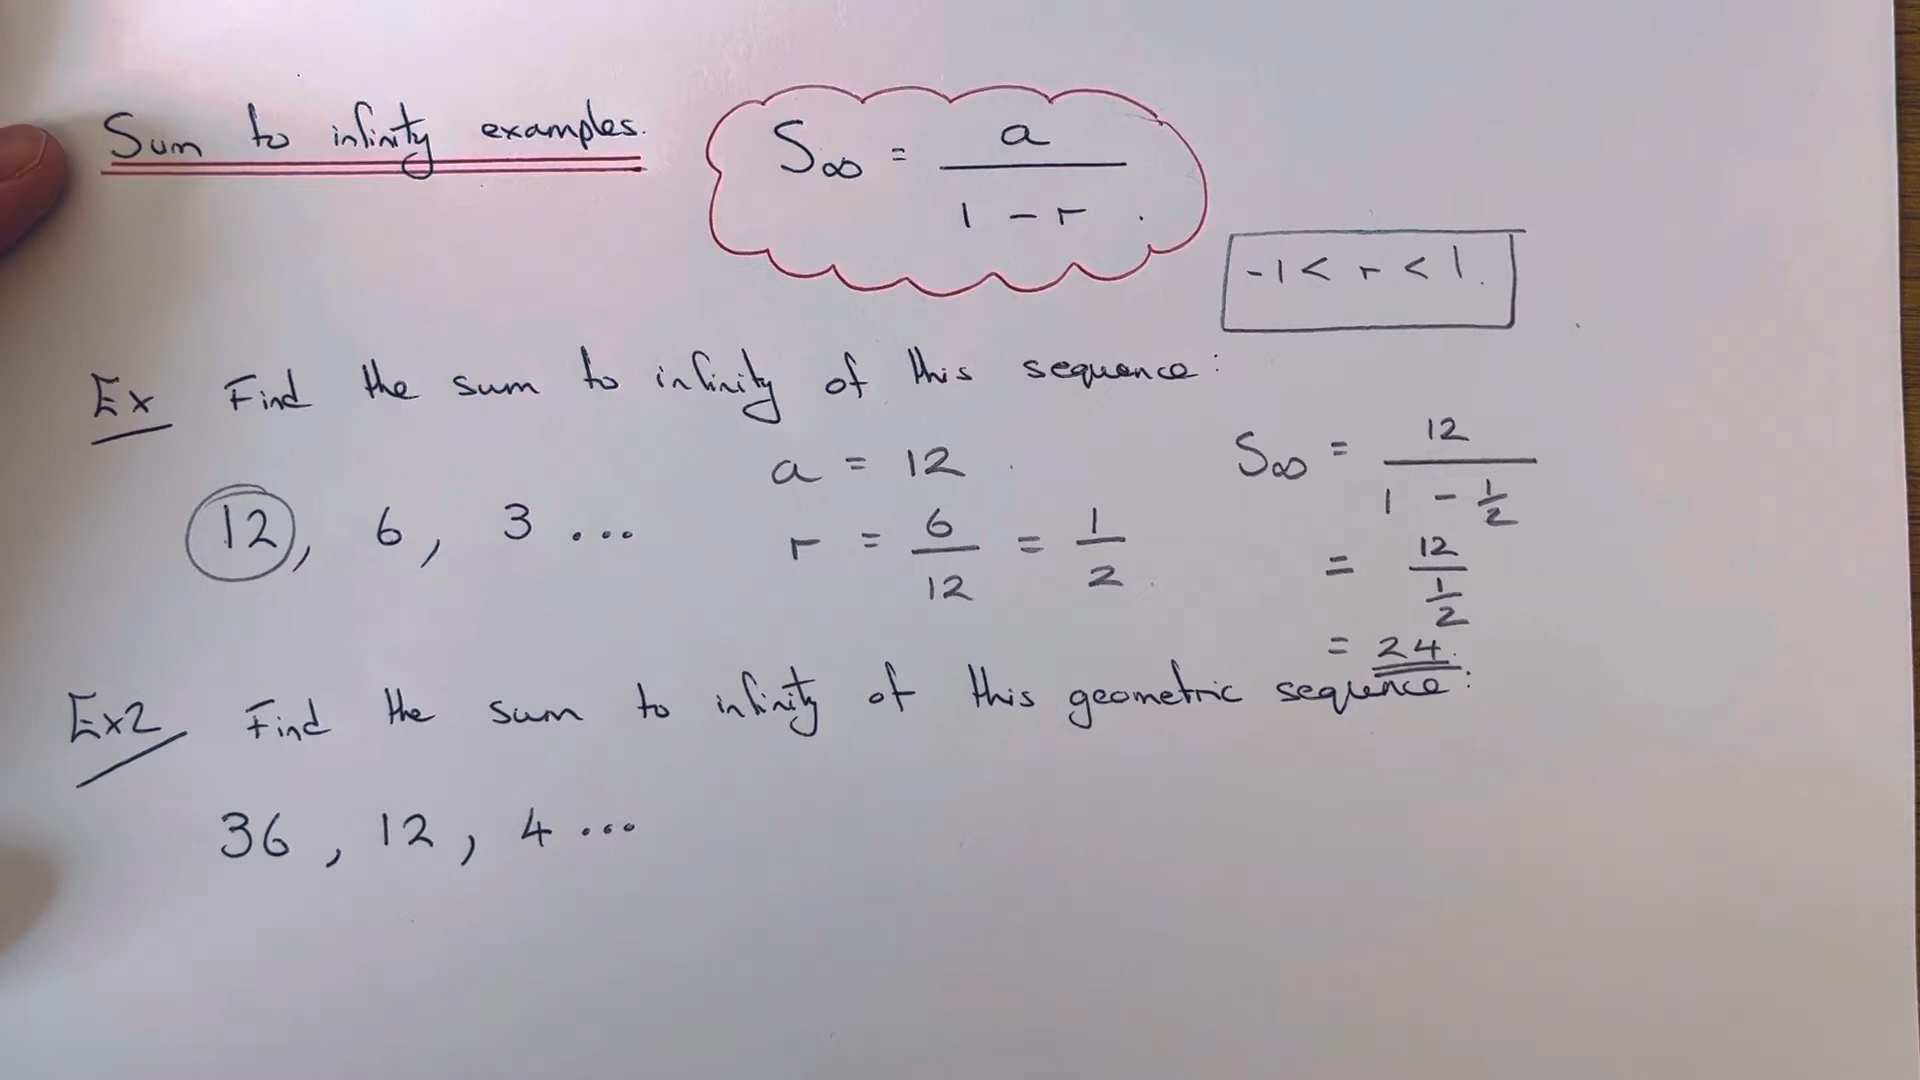 Sum to infinity examples.
S∞ = a / 1 - r .
-1 < r < 1.
Ex Find the sum to infinity of this sequence:
12, 6, 3 ...
a = 12
r = 6/12 = 1/2
S∞ = 12 / 1 - 1/2
= 12 / 1/2
= 24.
Ex2 Find the sum to infinity of this geometric sequence:
36, 12, 4 ...